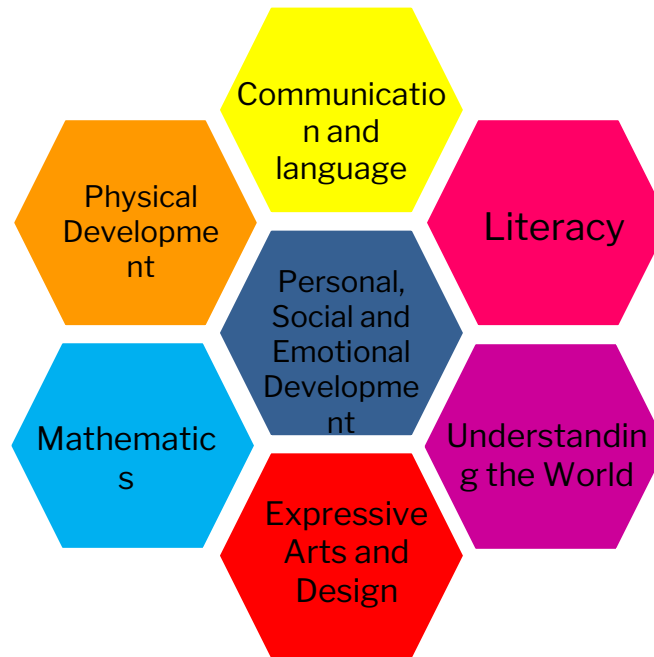 Communicatio
n and
language
Physical
Developme
nt
Literacy
Personal,
Social and
Emotional
Developme
nt
Mathematic
s
Understandin
g the World
Expressive
Arts and
Design